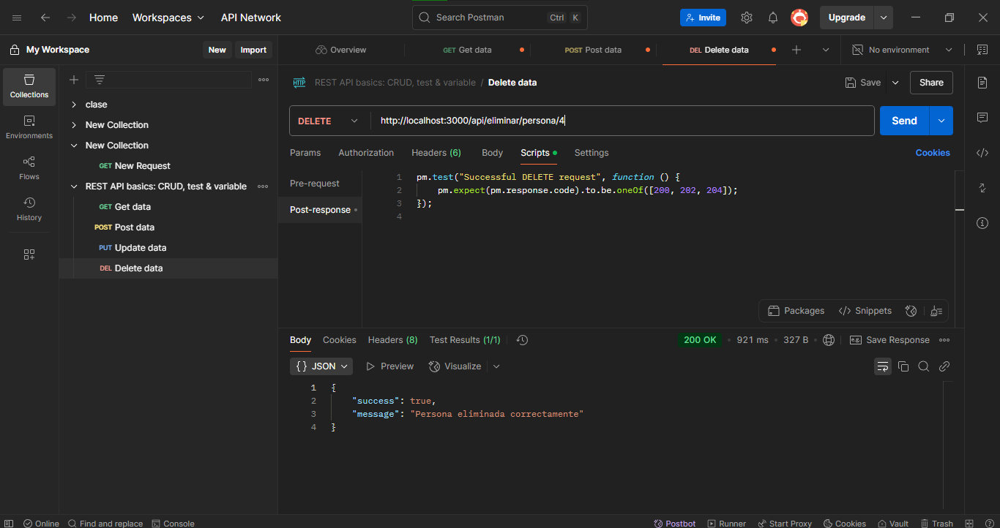 Home
Workspaces
API Network
Search Postman
Ctrl K
Invite
Upgrade
My Workspace
New
Import
Overview
GET Get data
POST Post data
DEL Delete data
No environment
Collections
Environments
Flows
History
clase
New Collection
New Collection
GET New Request
REST API basics: CRUD, test & variable
GET Get data
POST Post data
PUT Update data
DEL Delete data
HTTP REST API basics: CRUD, test & variable / Delete data
Save
Share
DELETE
http://localhost:3000/api/eliminar/persona/4
Send
Params
Authorization
Headers (6)
Body
Scripts
Settings
Cookies
Pre-request
Post-response
1 pm.test("Successful DELETE request", function () {
2 pm.expect(pm.response.code).to.be.oneOf([200, 202, 204]);
3 });
4
Packages
Snippets
Body
Cookies
Headers (8)
Test Results (1/1)
200 OK
921 ms
327 B
e.g. Save Response
{} JSON
Preview
Visualize
1 {
2 "success": true,
3 "message": "Persona eliminada correctamente"
4 }
Online
Find and replace
Console
Postbot
Runner
Start Proxy
Cookies
Vault
Trash